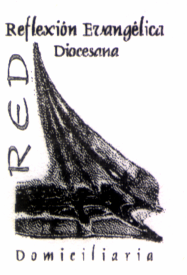 Reflexión Evangélica
Diocesana
RED
Domiciliaria